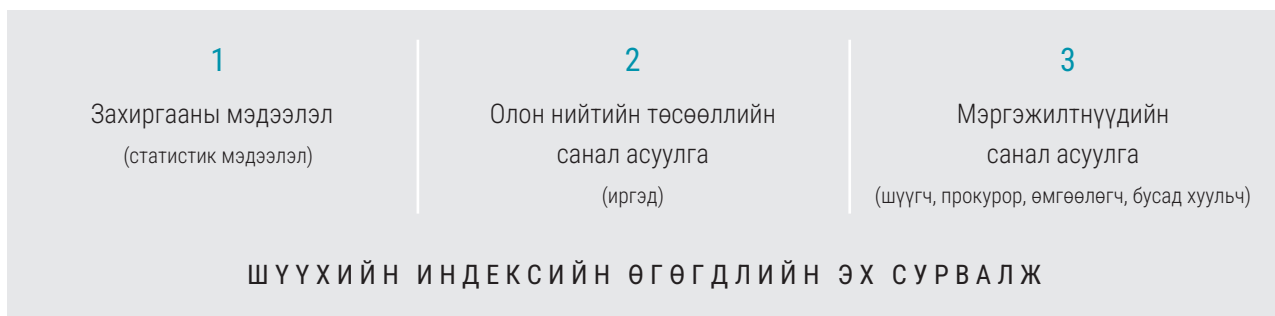 1
Захиргааны мэдээлэл
(статистик мэдээлэл)
2
Олон нийтийн төсөөллийн
санал асуулга
(иргэд)
3
Мэргэжилтнүүдийн
санал асуулга
(шүүгч, прокурор, өмгөөлөгч, бусад хуульч)
ШҮҮХИЙН ИНДЕКСИЙН ӨГӨГДЛИЙН ЭХ СУРВАЛЖ